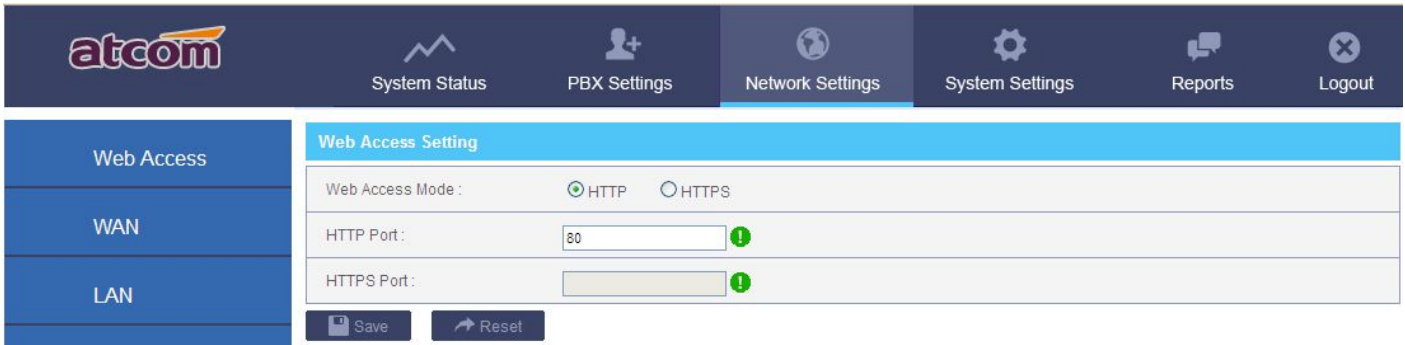 atcom
System Status
PBX Settings
Network Settings
System Settings
Reports
Logout
Web Access
WAN
LAN
Web Access Setting
Web Access Mode : HTTP HTTPS
HTTP Port : 80
HTTPS Port :
Save Reset